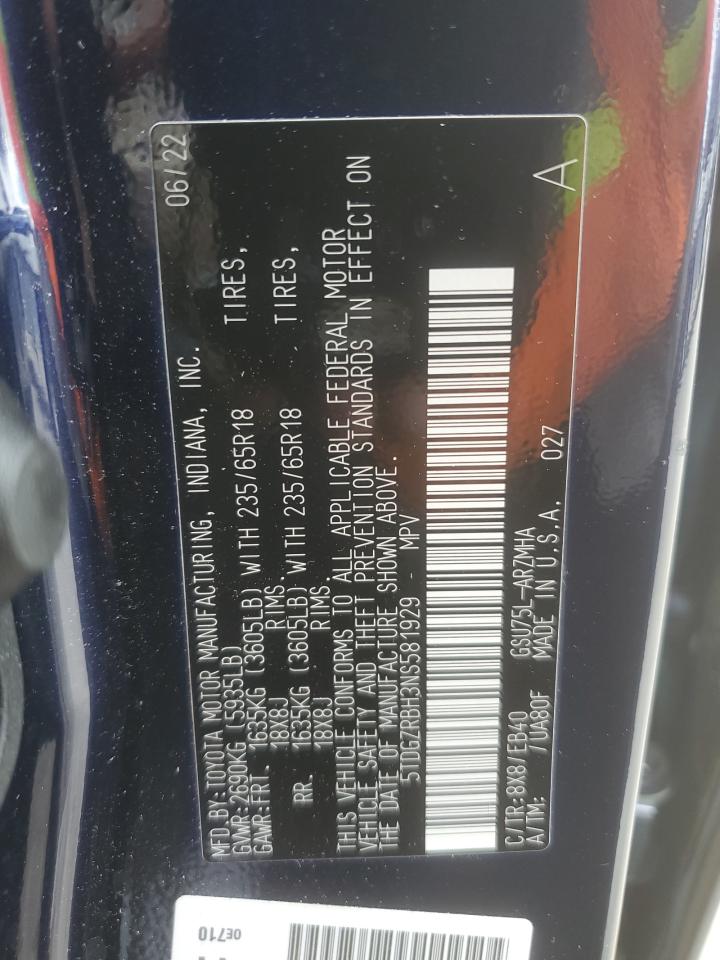 MFD.BY:TOYOTA MOTOR MANUFACTURING, INDIANA, INC. 06/22
GVWR:2690KG (5935LB)
GAWR:FRT. 1635KG (3605LB) WITH 235/65R18 TIRES,
18X8J RIMS.
RR. 1635KG (3605LB) WITH 235/65R18 TIRES,
18X8J RIMS.
THIS VEHICLE CONFORMS TO ALL APPLICABLE FEDERAL MOTOR
VEHICLE SAFETY AND THEFT PREVENTION STANDARDS IN EFFECT ON
THE DATE OF MANUFACTURE SHOWN ABOVE.
5TDGZRBH3NS581929 - MPV
C/TR:8X8/EB40 GSU75L-ARZMHA 027
A/TM: /UA80F MADE IN U.S.A. A
0E710